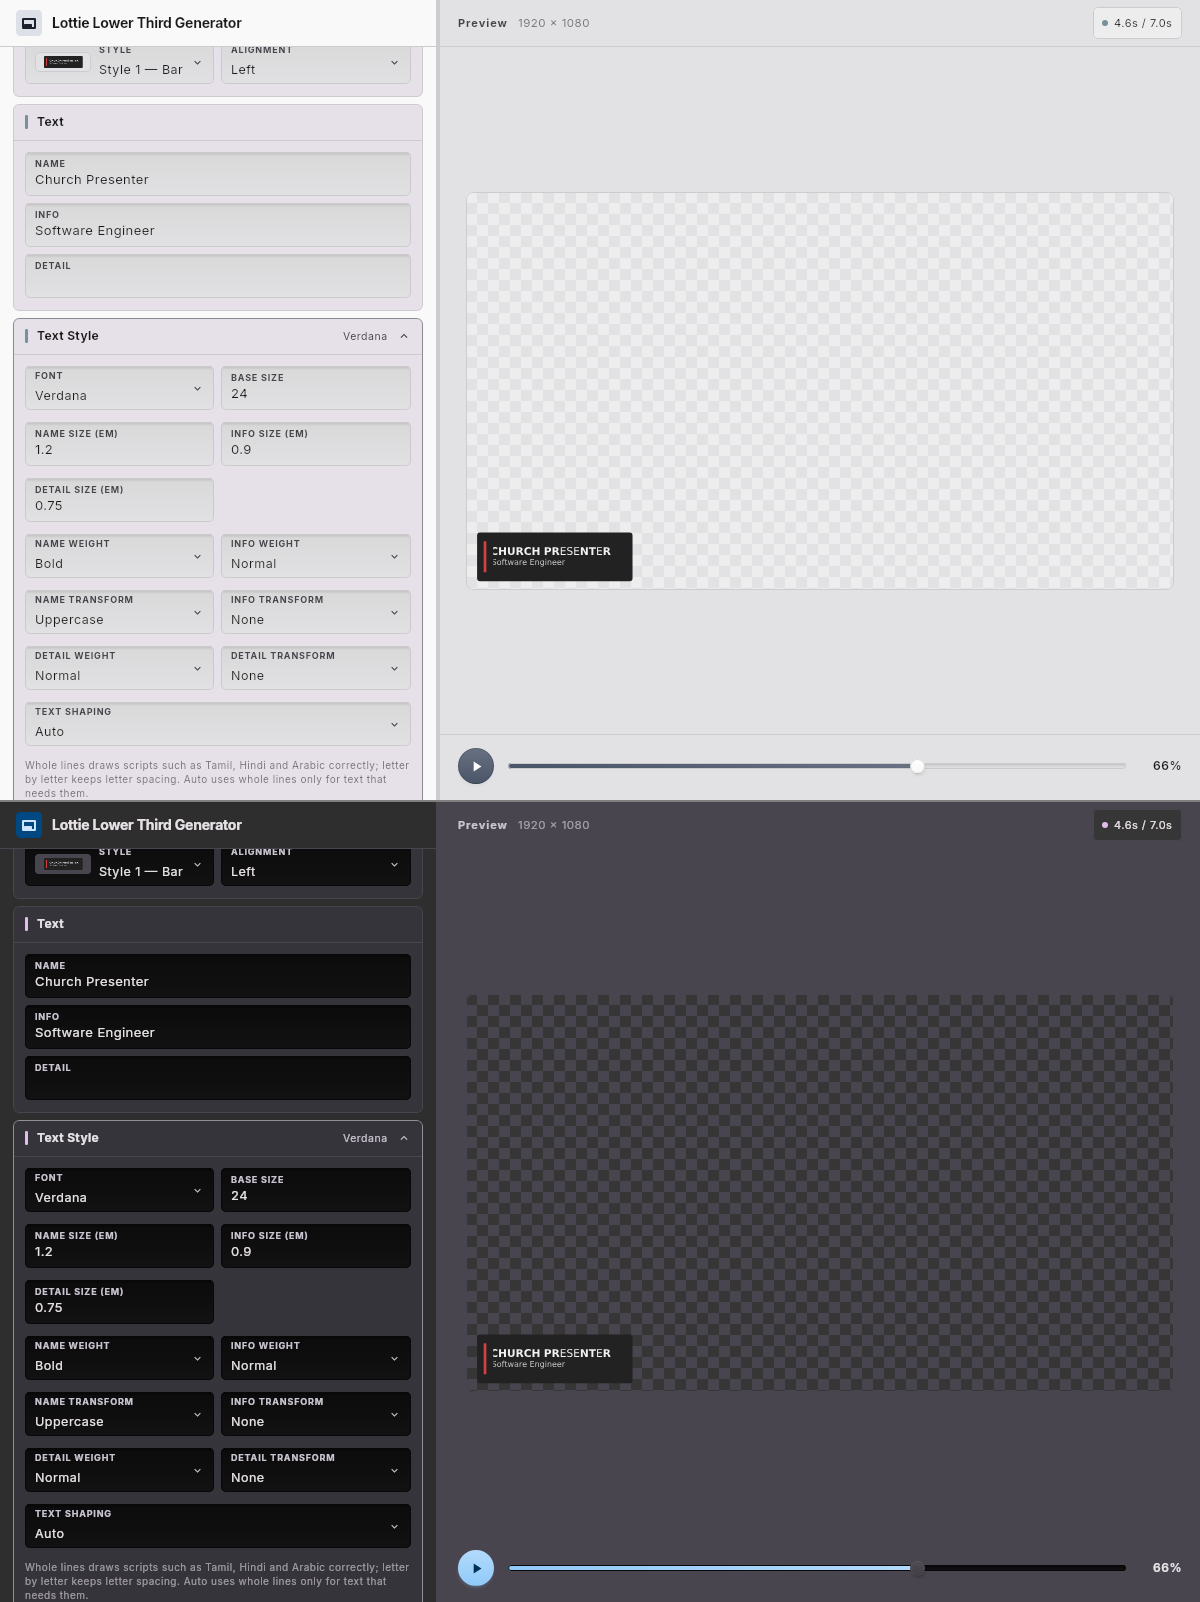 Lottie Lower Third Generator
STYLE
Style 1 — Bar
ALIGNMENT
Left
Text
NAME
Church Presenter
INFO
Software Engineer
DETAIL
Text Style
Verdana
FONT
Verdana
BASE SIZE
24
NAME SIZE (EM)
1.2
INFO SIZE (EM)
0.9
DETAIL SIZE (EM)
0.75
NAME WEIGHT
Bold
INFO WEIGHT
Normal
NAME TRANSFORM
Uppercase
INFO TRANSFORM
None
DETAIL WEIGHT
Normal
DETAIL TRANSFORM
None
TEXT SHAPING
Auto
Whole lines draws scripts such as Tamil, Hindi and Arabic correctly; letter
by letter keeps letter spacing. Auto uses whole lines only for text that
needs them.
Preview 1920 × 1080
4.6s / 7.0s
CHURCH PRESENTER
Software Engineer
66%
Lottie Lower Third Generator
STYLE
Style 1 — Bar
ALIGNMENT
Left
Text
NAME
Church Presenter
INFO
Software Engineer
DETAIL
Text Style
Verdana
FONT
Verdana
BASE SIZE
24
NAME SIZE (EM)
1.2
INFO SIZE (EM)
0.9
DETAIL SIZE (EM)
0.75
NAME WEIGHT
Bold
INFO WEIGHT
Normal
NAME TRANSFORM
Uppercase
INFO TRANSFORM
None
DETAIL WEIGHT
Normal
DETAIL TRANSFORM
None
TEXT SHAPING
Auto
Whole lines draws scripts such as Tamil, Hindi and Arabic correctly; letter
by letter keeps letter spacing. Auto uses whole lines only for text that
needs them.
Preview 1920 × 1080
4.6s / 7.0s
CHURCH PRESENTER
Software Engineer
66%